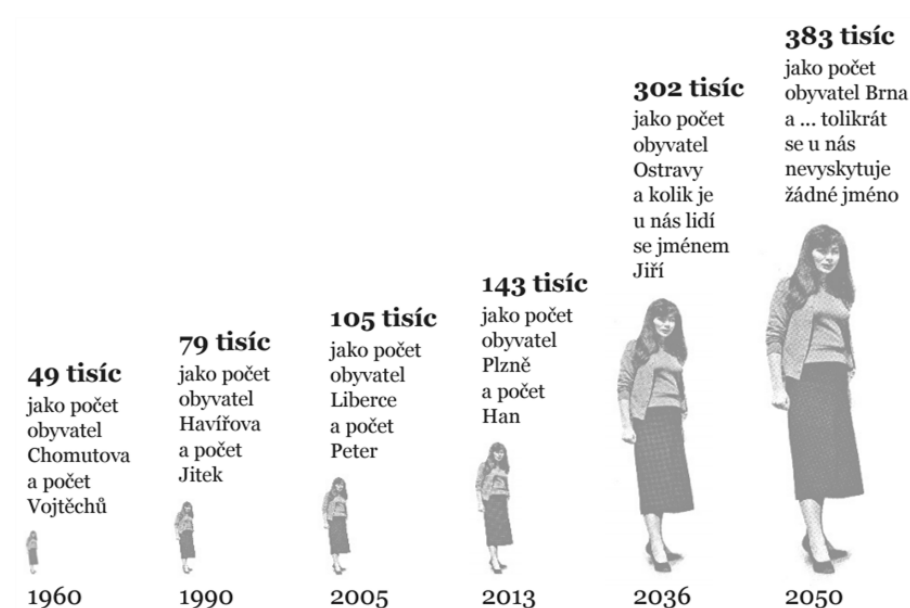 49 tisíc
jako počet
obyvatel
Chomutova
a počet
Vojtěchů
1960
79 tisíc
jako počet
obyvatel
Havířova
a počet
Jitek
1990
105 tisíc
jako počet
obyvatel
Liberce
a počet
Peter
2005
143 tisíc
jako počet
obyvatel
Plzně
a počet
Han
2013
302 tisíc
jako počet
obyvatel
Ostravy
a kolik je
u nás lidí
se jménem
Jiří
2036
383 tisíc
jako počet
obyvatel Brna
a ... tolikrát
se u nás
nevyskytuje
žádné jméno
2050